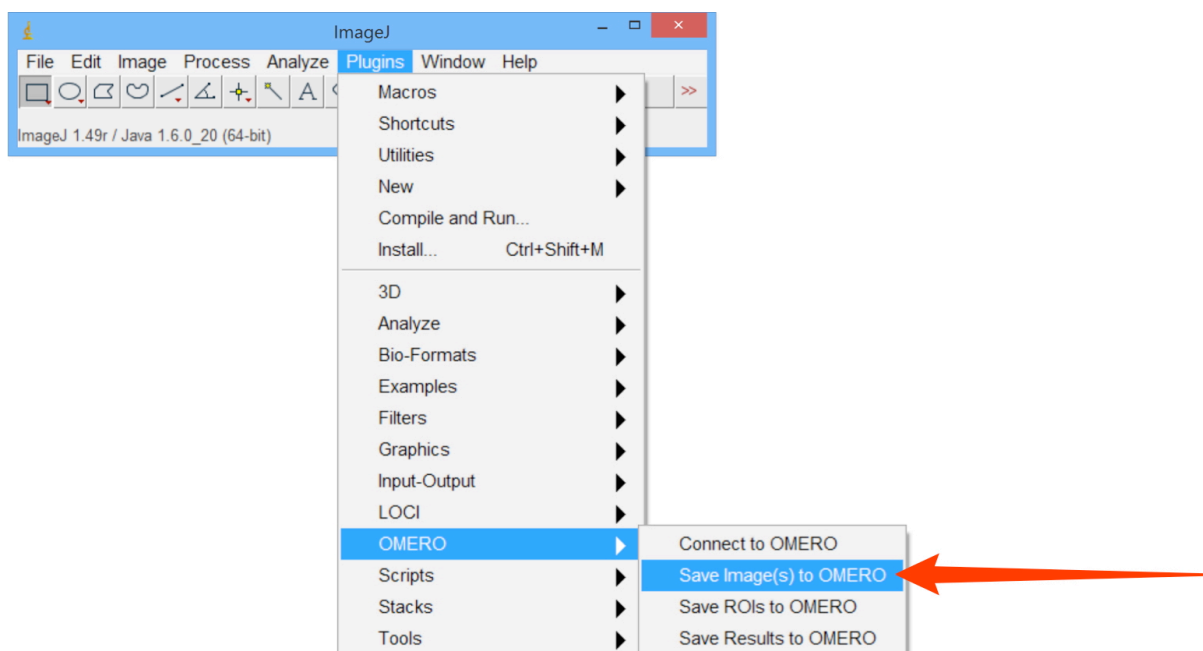 ImageJ
File Edit Image Process Analyze Plugins Window Help
A
>>
ImageJ 1.49r / Java 1.6.0_20 (64-bit)
Macros
Shortcuts
Utilities
New
Compile and Run...
Install... Ctrl+Shift+M
3D
Analyze
Bio-Formats
Examples
Filters
Graphics
Input-Output
LOCI
OMERO
Connect to OMERO
Scripts
Save Image(s) to OMERO
Stacks
Save ROIs to OMERO
Tools
Save Results to OMERO